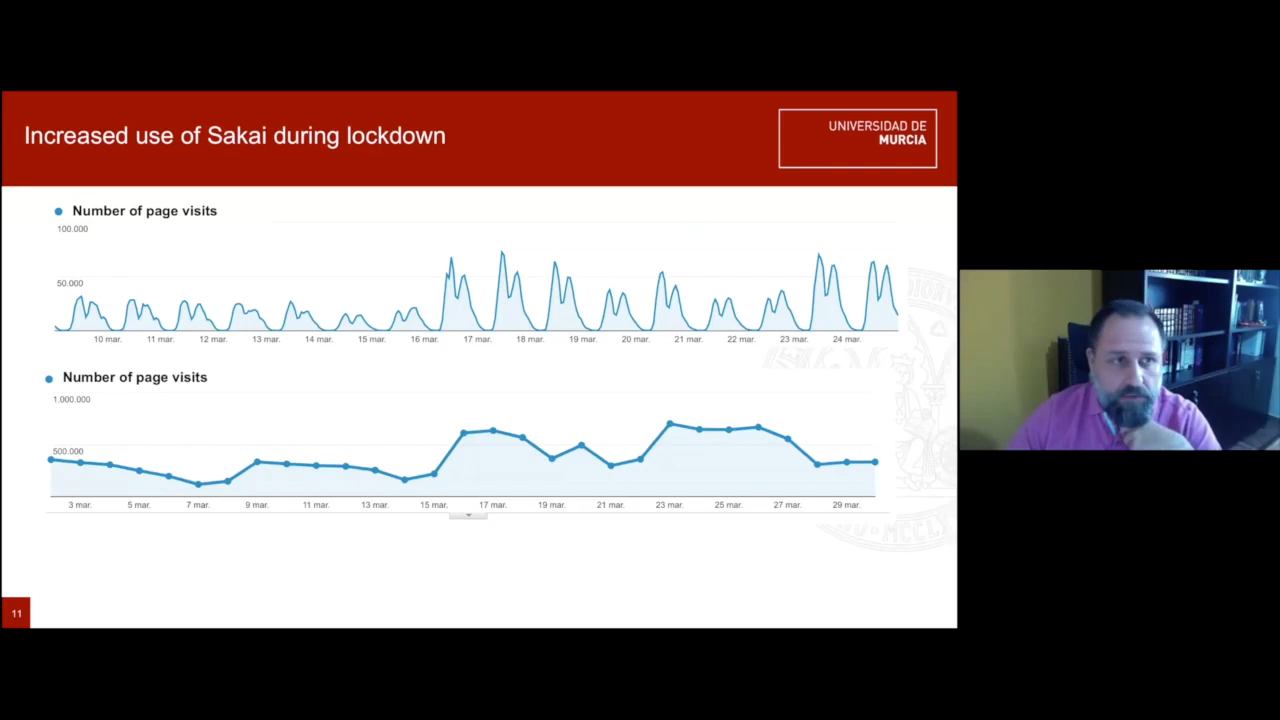 Increased use of Sakai during lockdown
UNIVERSIDAD DE
MURCIA
Number of page visits
100.000
50.000
10 mar. 11 mar. 12 mar. 13 mar. 14 mar. 15 mar. 16 mar. 17 mar. 18 mar. 19 mar. 20 mar. 21 mar. 22 mar. 23 mar. 24 mar.
Number of page visits
1.000.000
500.000
3 mar. 5 mar. 7 mar. 9 mar. 11 mar. 13 mar. 15 mar. 17 mar. 19 mar. 21 mar. 23 mar. 25 mar. 27 mar. 29 mar.
11